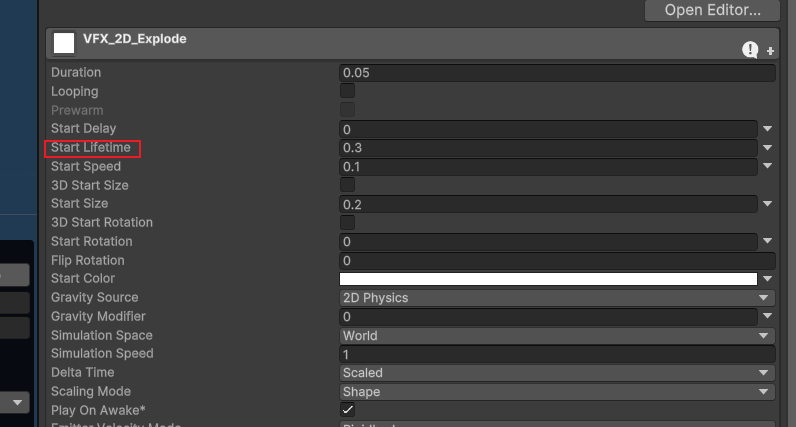 Open Editor...
VFX_2D_Explode
Duration 0.05
Looping
Prewarm
Start Delay 0
Start Lifetime 0.3
Start Speed 0.1
3D Start Size
Start Size 0.2
3D Start Rotation
Start Rotation 0
Flip Rotation 0
Start Color
Gravity Source 2D Physics
Gravity Modifier 0
Simulation Space World
Simulation Speed 1
Delta Time Scaled
Scaling Mode Shape
Play On Awake*
Emitter Velocity Mode